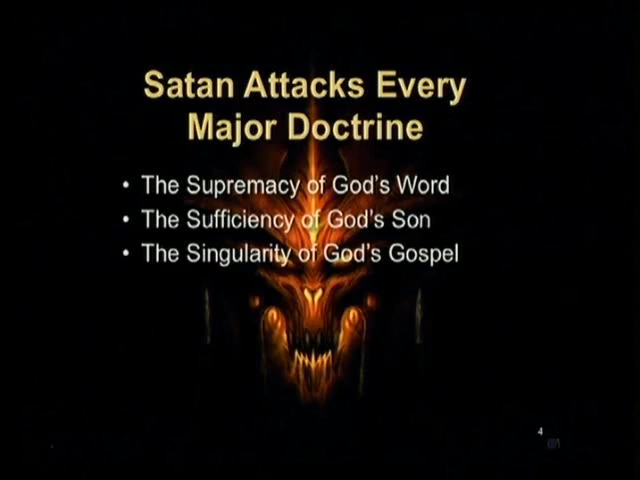 Satan Attacks Every
Major Doctrine
• The Supremacy of God's Word
• The Sufficiency of God's Son
• The Singularity of God's Gospel
4